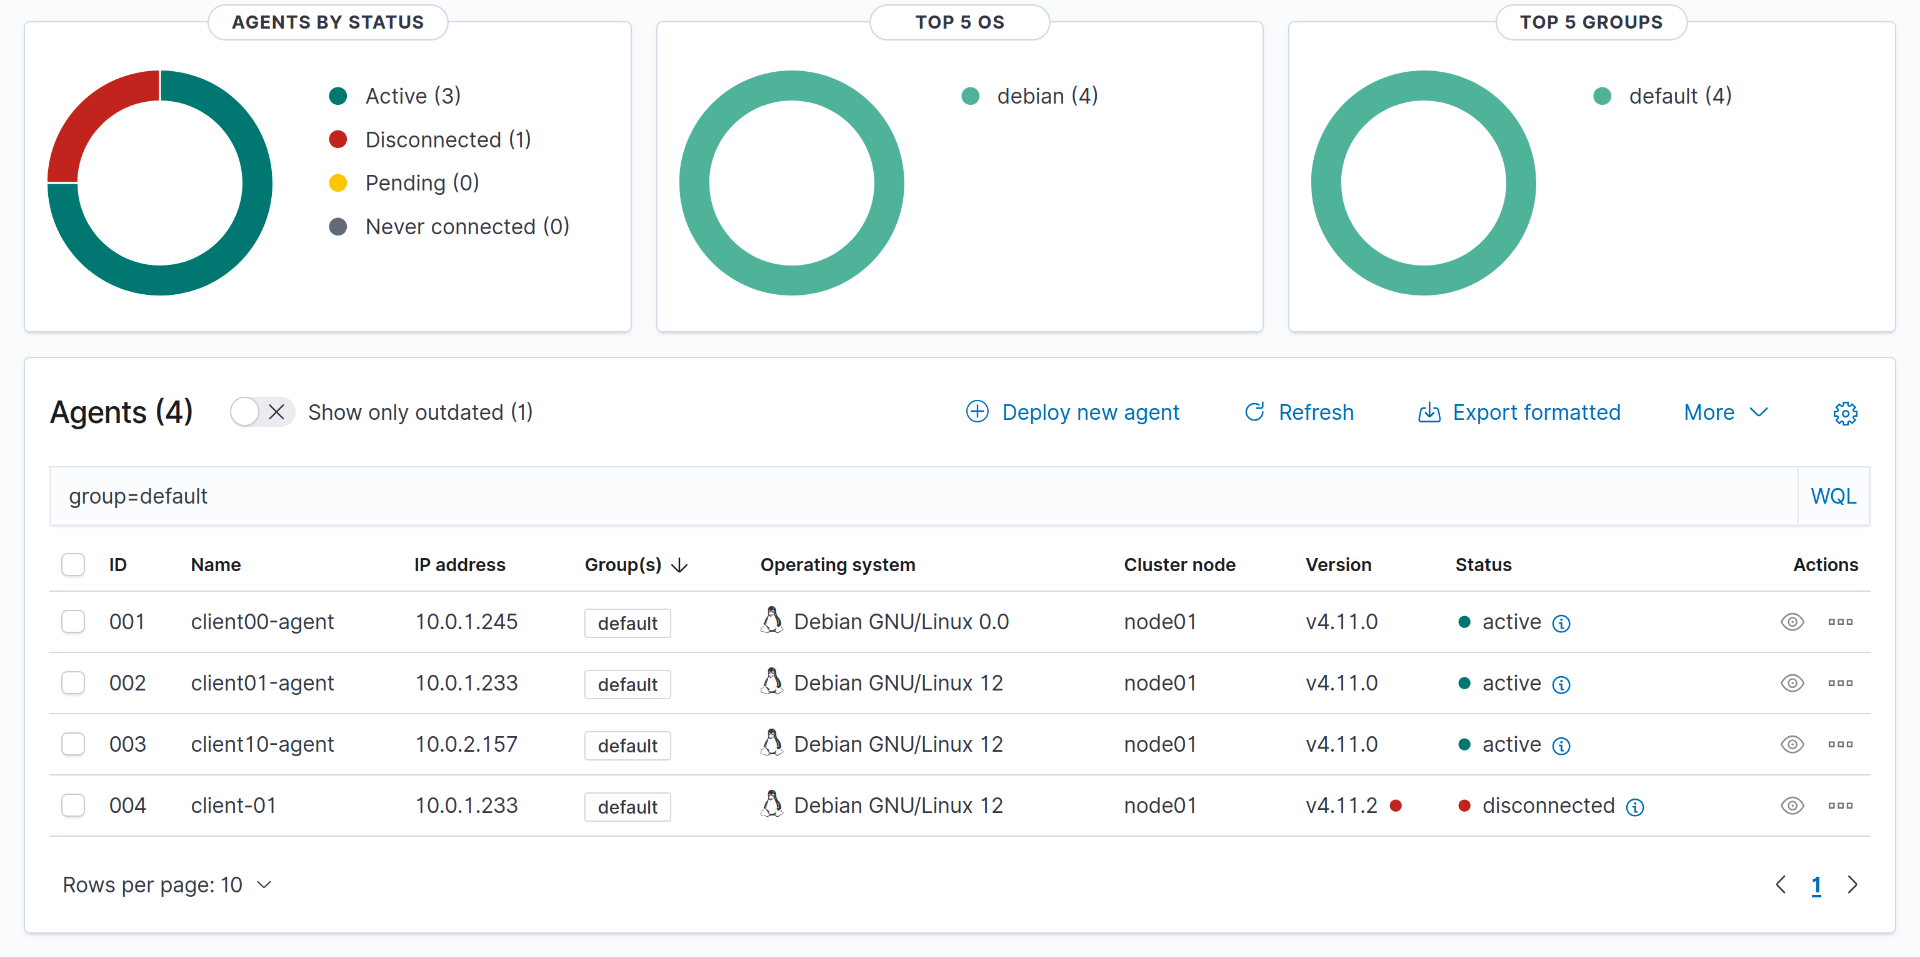 AGENTS BY STATUS
Active (3)
Disconnected (1)
Pending (0)
Never connected (0)
TOP 5 OS
debian (4)
TOP 5 GROUPS
default (4)
Agents (4) Show only outdated (1) Deploy new agent Refresh Export formatted More
group=default WQL
ID Name IP address Group(s) Operating system Cluster node Version Status Actions
001 client00-agent 10.0.1.245 default Debian GNU/Linux 0.0 node01 v4.11.0 active
002 client01-agent 10.0.1.233 default Debian GNU/Linux 12 node01 v4.11.0 active
003 client10-agent 10.0.2.157 default Debian GNU/Linux 12 node01 v4.11.0 active
004 client-01 10.0.1.233 default Debian GNU/Linux 12 node01 v4.11.2 disconnected
Rows per page: 10 1